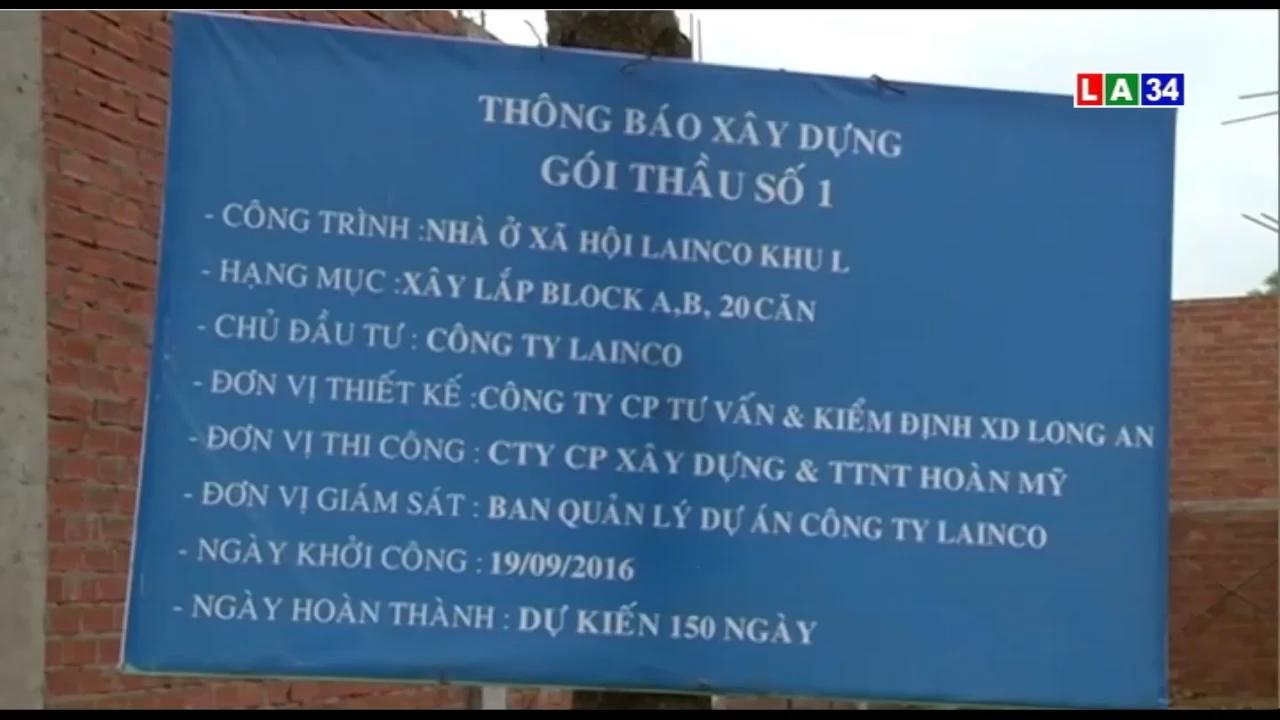 LA34
THÔNG BÁO XÂY DỰNG
GÓI THẦU SỐ 1
- CÔNG TRÌNH :NHÀ Ở XÃ HỘI LAINCO KHU L
- HẠNG MỤC :XÂY LẮP BLOCK A,B, 20 CĂN
- CHỦ ĐẦU TƯ : CÔNG TY LAINCO
- ĐƠN VỊ THIẾT KẾ :CÔNG TY CP TƯ VẤN & KIỂM ĐỊNH XD LONG AN
- ĐƠN VỊ THI CÔNG : CTY CP XÂY DỰNG & TTNT HOÀN MỸ
- ĐƠN VỊ GIÁM SÁT : BAN QUẢN LÝ DỰ ÁN CÔNG TY LAINCO
- NGÀY KHỞI CÔNG : 19/09/2016
- NGÀY HOÀN THÀNH : DỰ KIẾN 150 NGÀY